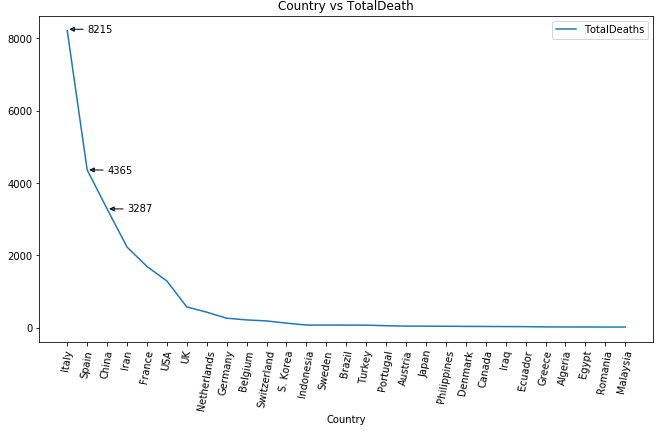 Country vs TotalDeath
TotalDeaths
8215
4365
3287
8000
6000
4000
2000
0
Italy
Spain
China
Iran
France
USA
UK
Netherlands
Germany
Belgium
Switzerland
S. Korea
Indonesia
Sweden
Brazil
Turkey
Portugal
Austria
Japan
Philippines
Denmark
Canada
Iraq
Ecuador
Greece
Algeria
Egypt
Romania
Malaysia
Country